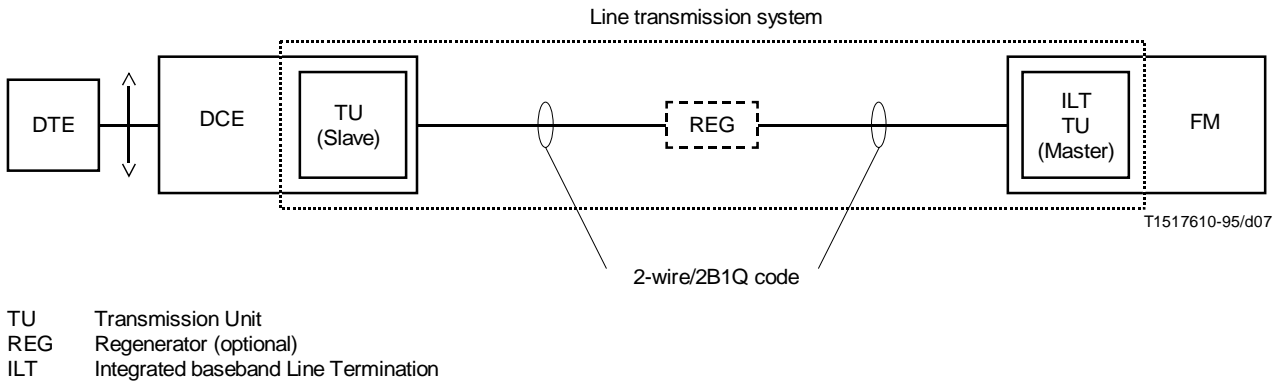 Line transmission system
DTE
DCE
TU
(Slave)
REG
ILT
TU
(Master)
FM
T1517610-95/d07
2-wire/2B1Q code
TU Transmission Unit
REG Regenerator (optional)
ILT Integrated baseband Line Termination